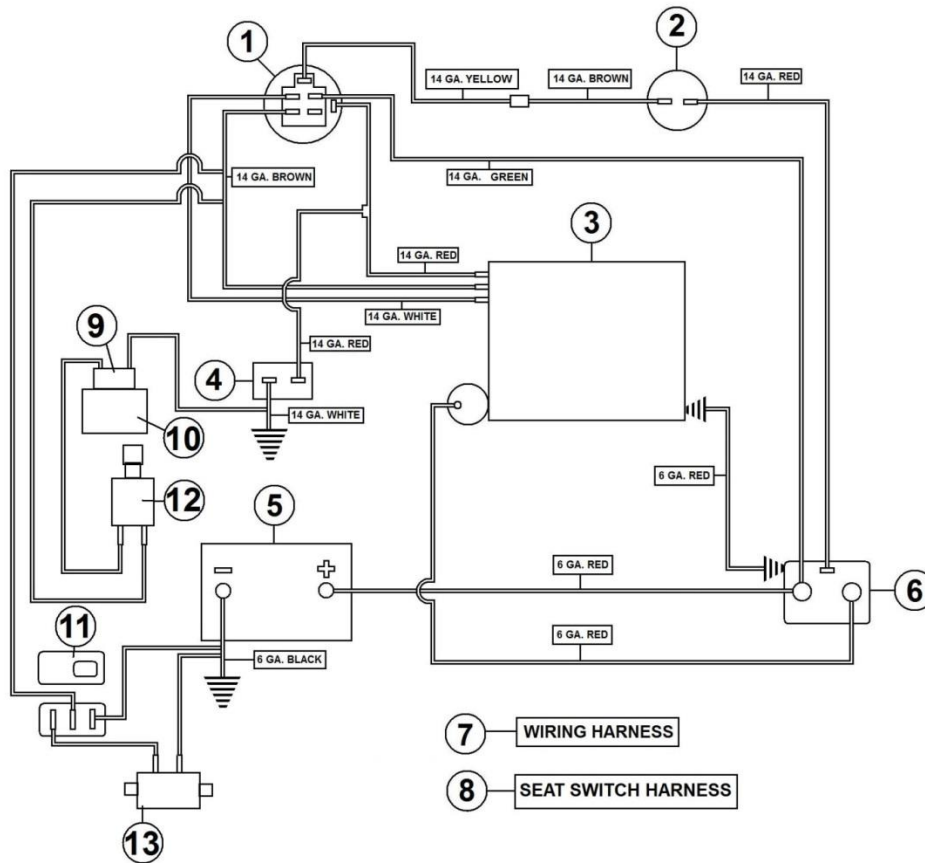 1
2
14 GA. YELLOW
14 GA. BROWN
14 GA. RED
14 GA. BROWN
14 GA. GREEN
3
14 GA. RED
14 GA. WHITE
9
14 GA. RED
4
14 GA. WHITE
10
6 GA. RED
12
5
- +
6 GA. RED
6
11
6 GA. RED
6 GA. BLACK
7 WIRING HARNESS
8 SEAT SWITCH HARNESS
13